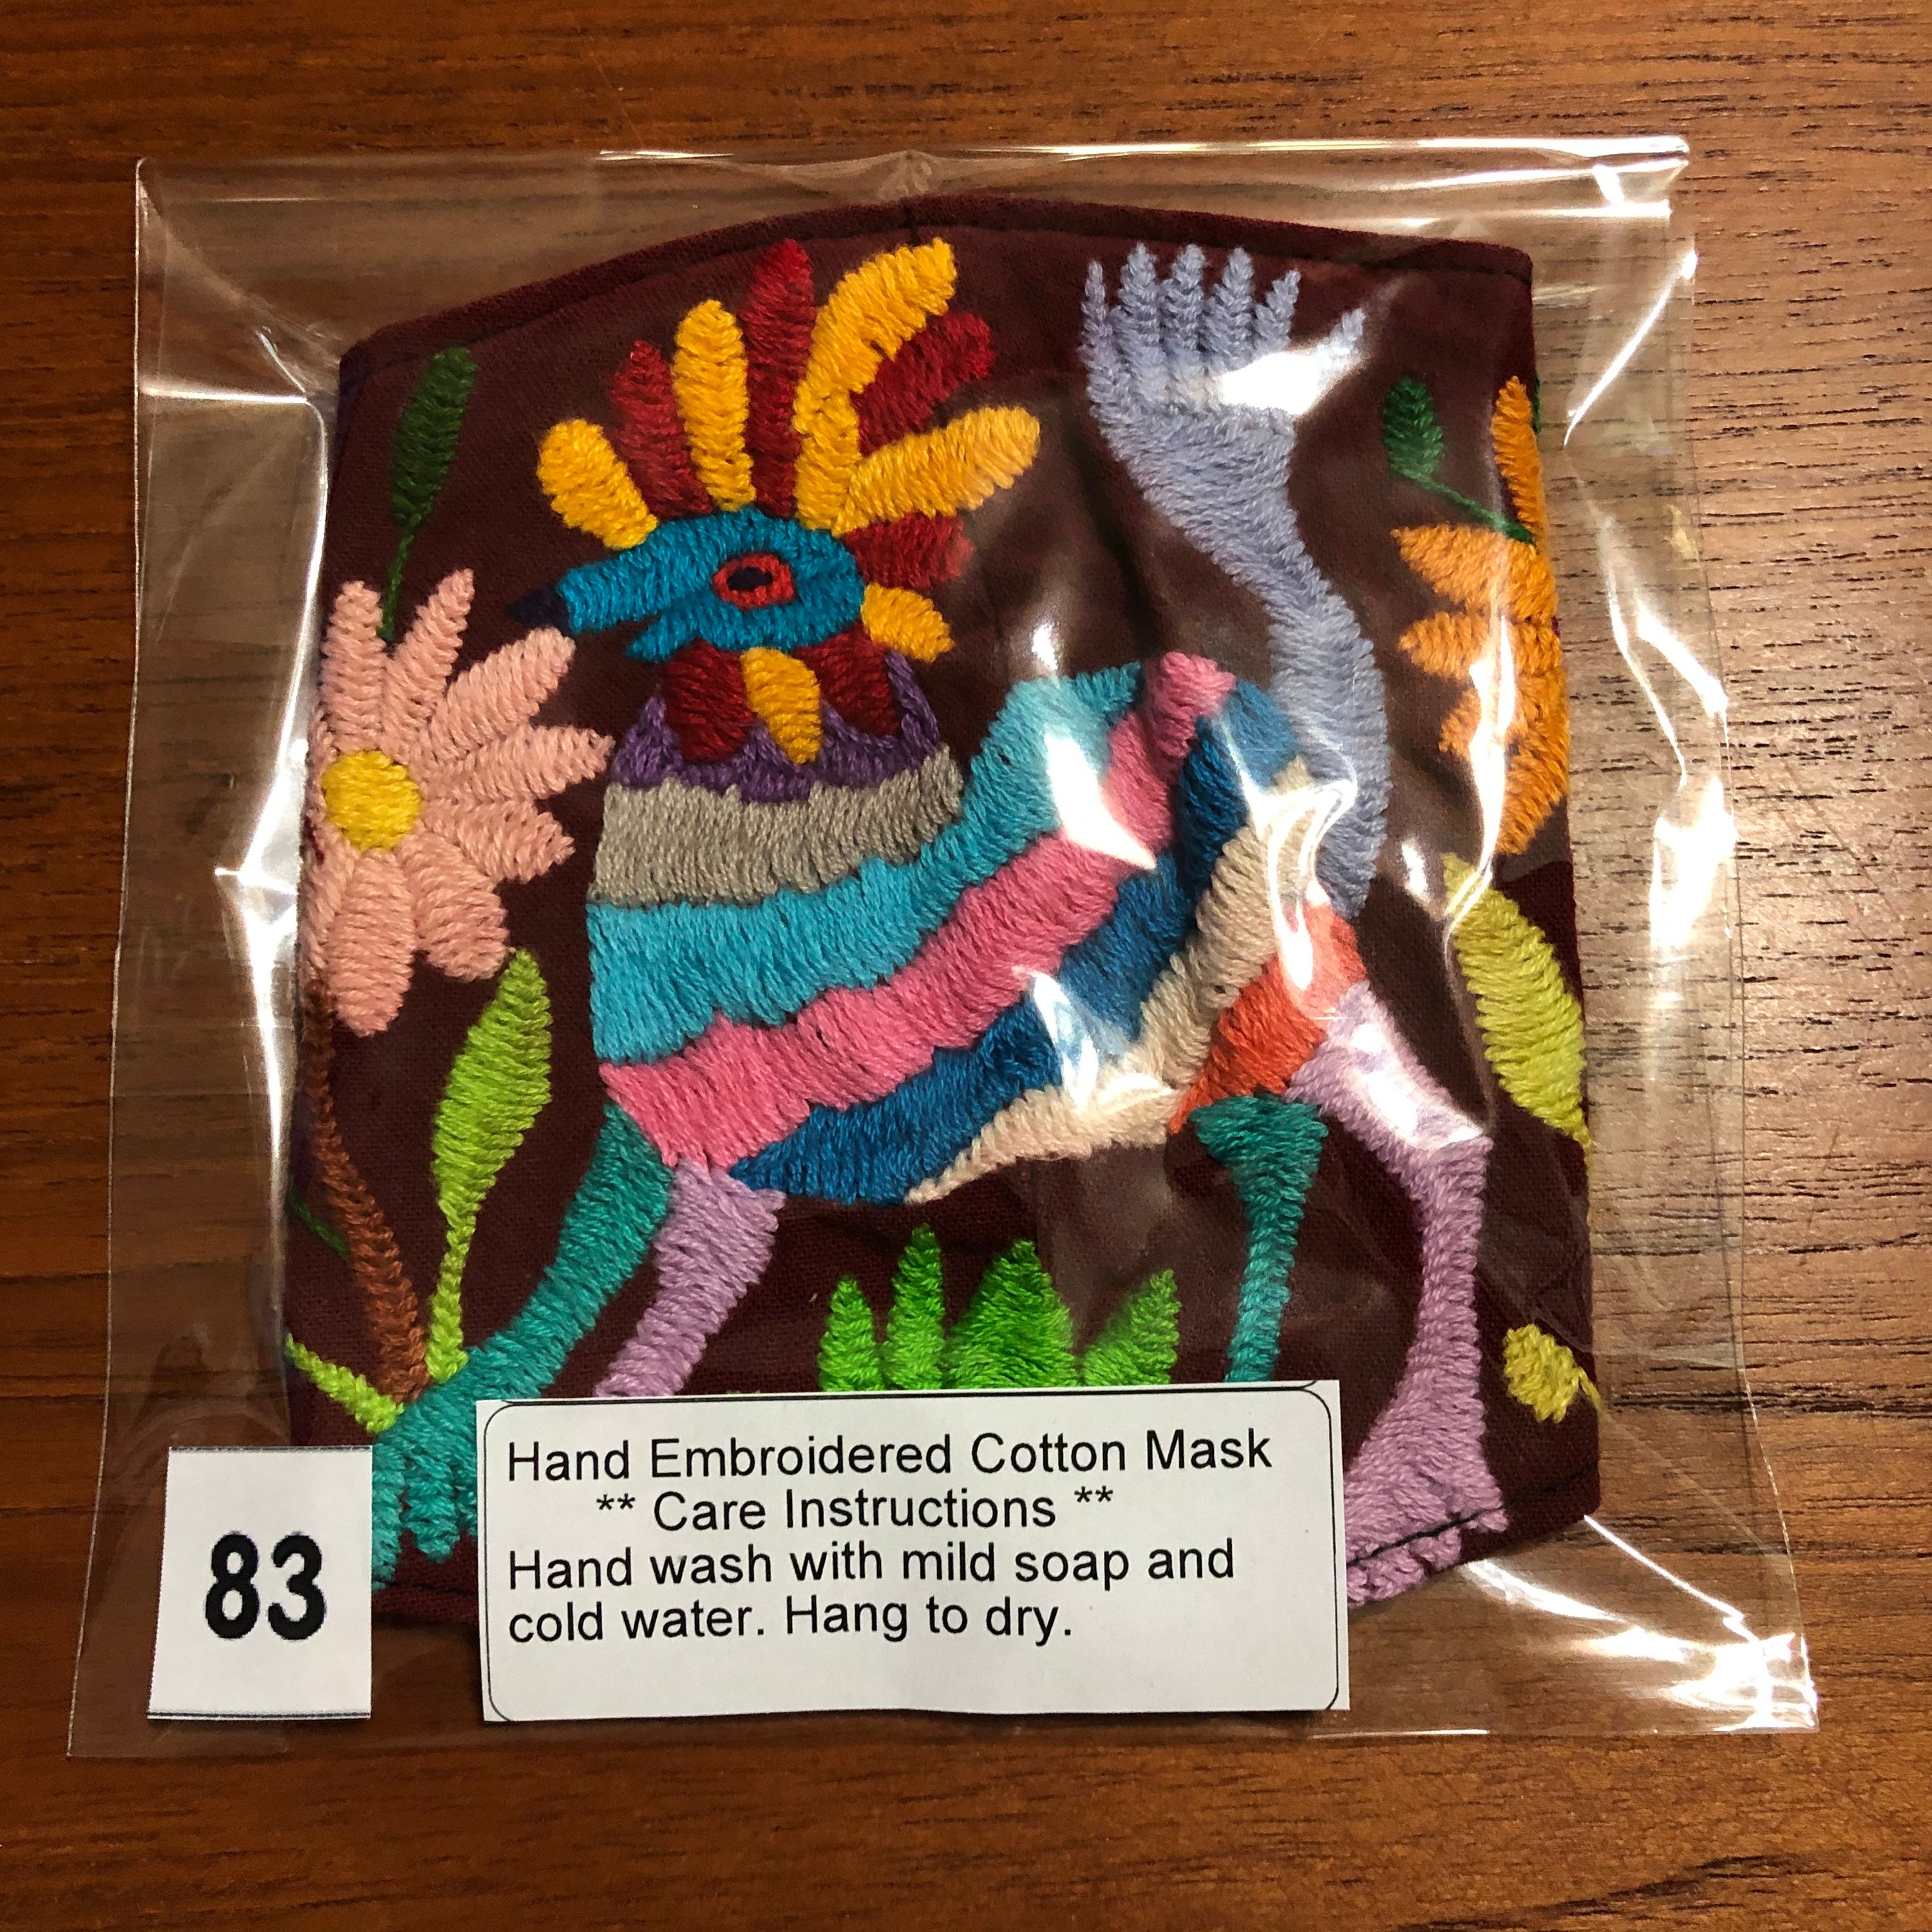 Hand Embroidered Cotton Mask
** Care Instructions **
Hand wash with mild soap and
cold water. Hang to dry.
83